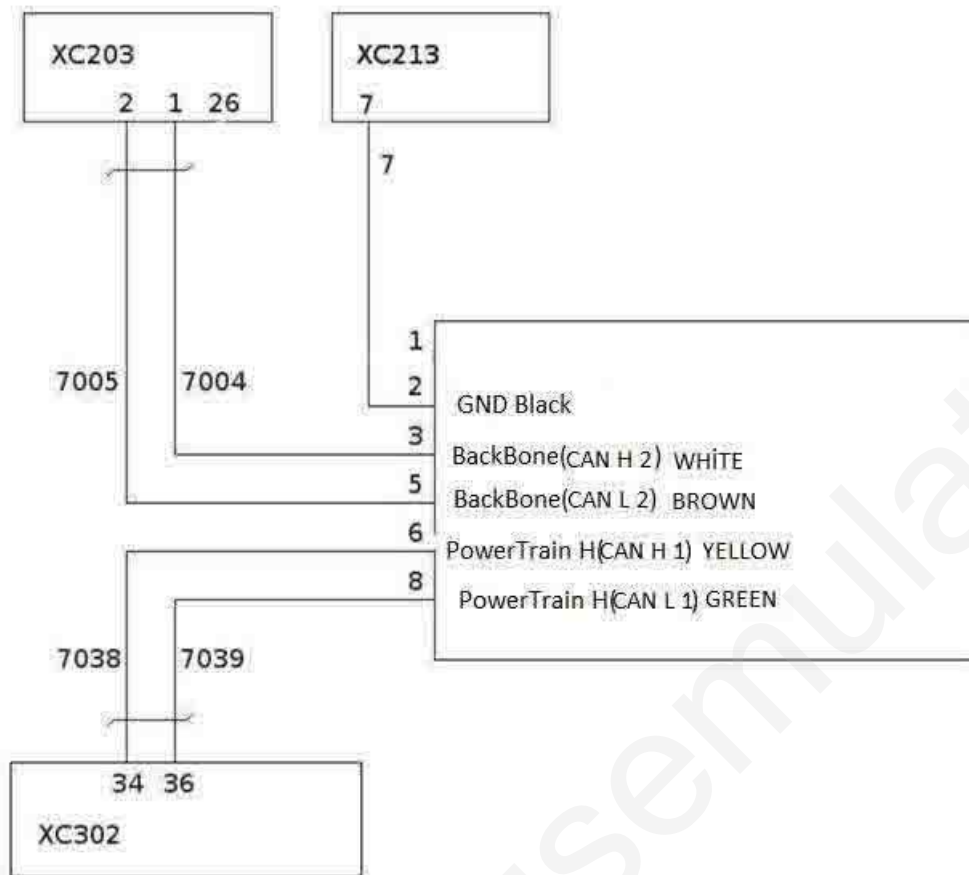 XC203
XC213
2 1 26
7
7
7005
7004
1
2
GND Black
3
BackBone(CAN H 2) WHİTE
5
BackBone(CAN L 2) BROWN
6
PowerTrain H(CAN H 1) YELLOW
8
PowerTrain H(CAN L 1) GREEN
7038
7039
34 36
XC302